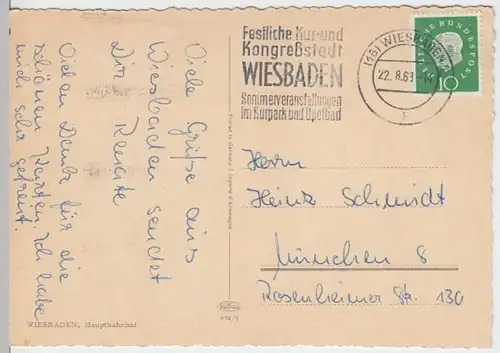 Viele Grüße aus
Wiesbaden sendet
Dir Renate
Vielen Dank für die
schönen Karten. Ich habe
mich sehr gefreut.
WIESBADEN, Hauptbahnhof
Festliche Kur- und
Kongreßstadt
WIESBADEN
Sommerveranstaltungen
im Kurpark und Opelbad
(16) WIESBADEN
22.8.63
DEUTSCHE BUNDESPOST
10
Herrn
Heinz Schmidt
München 8
Rosenheimer Str. 130